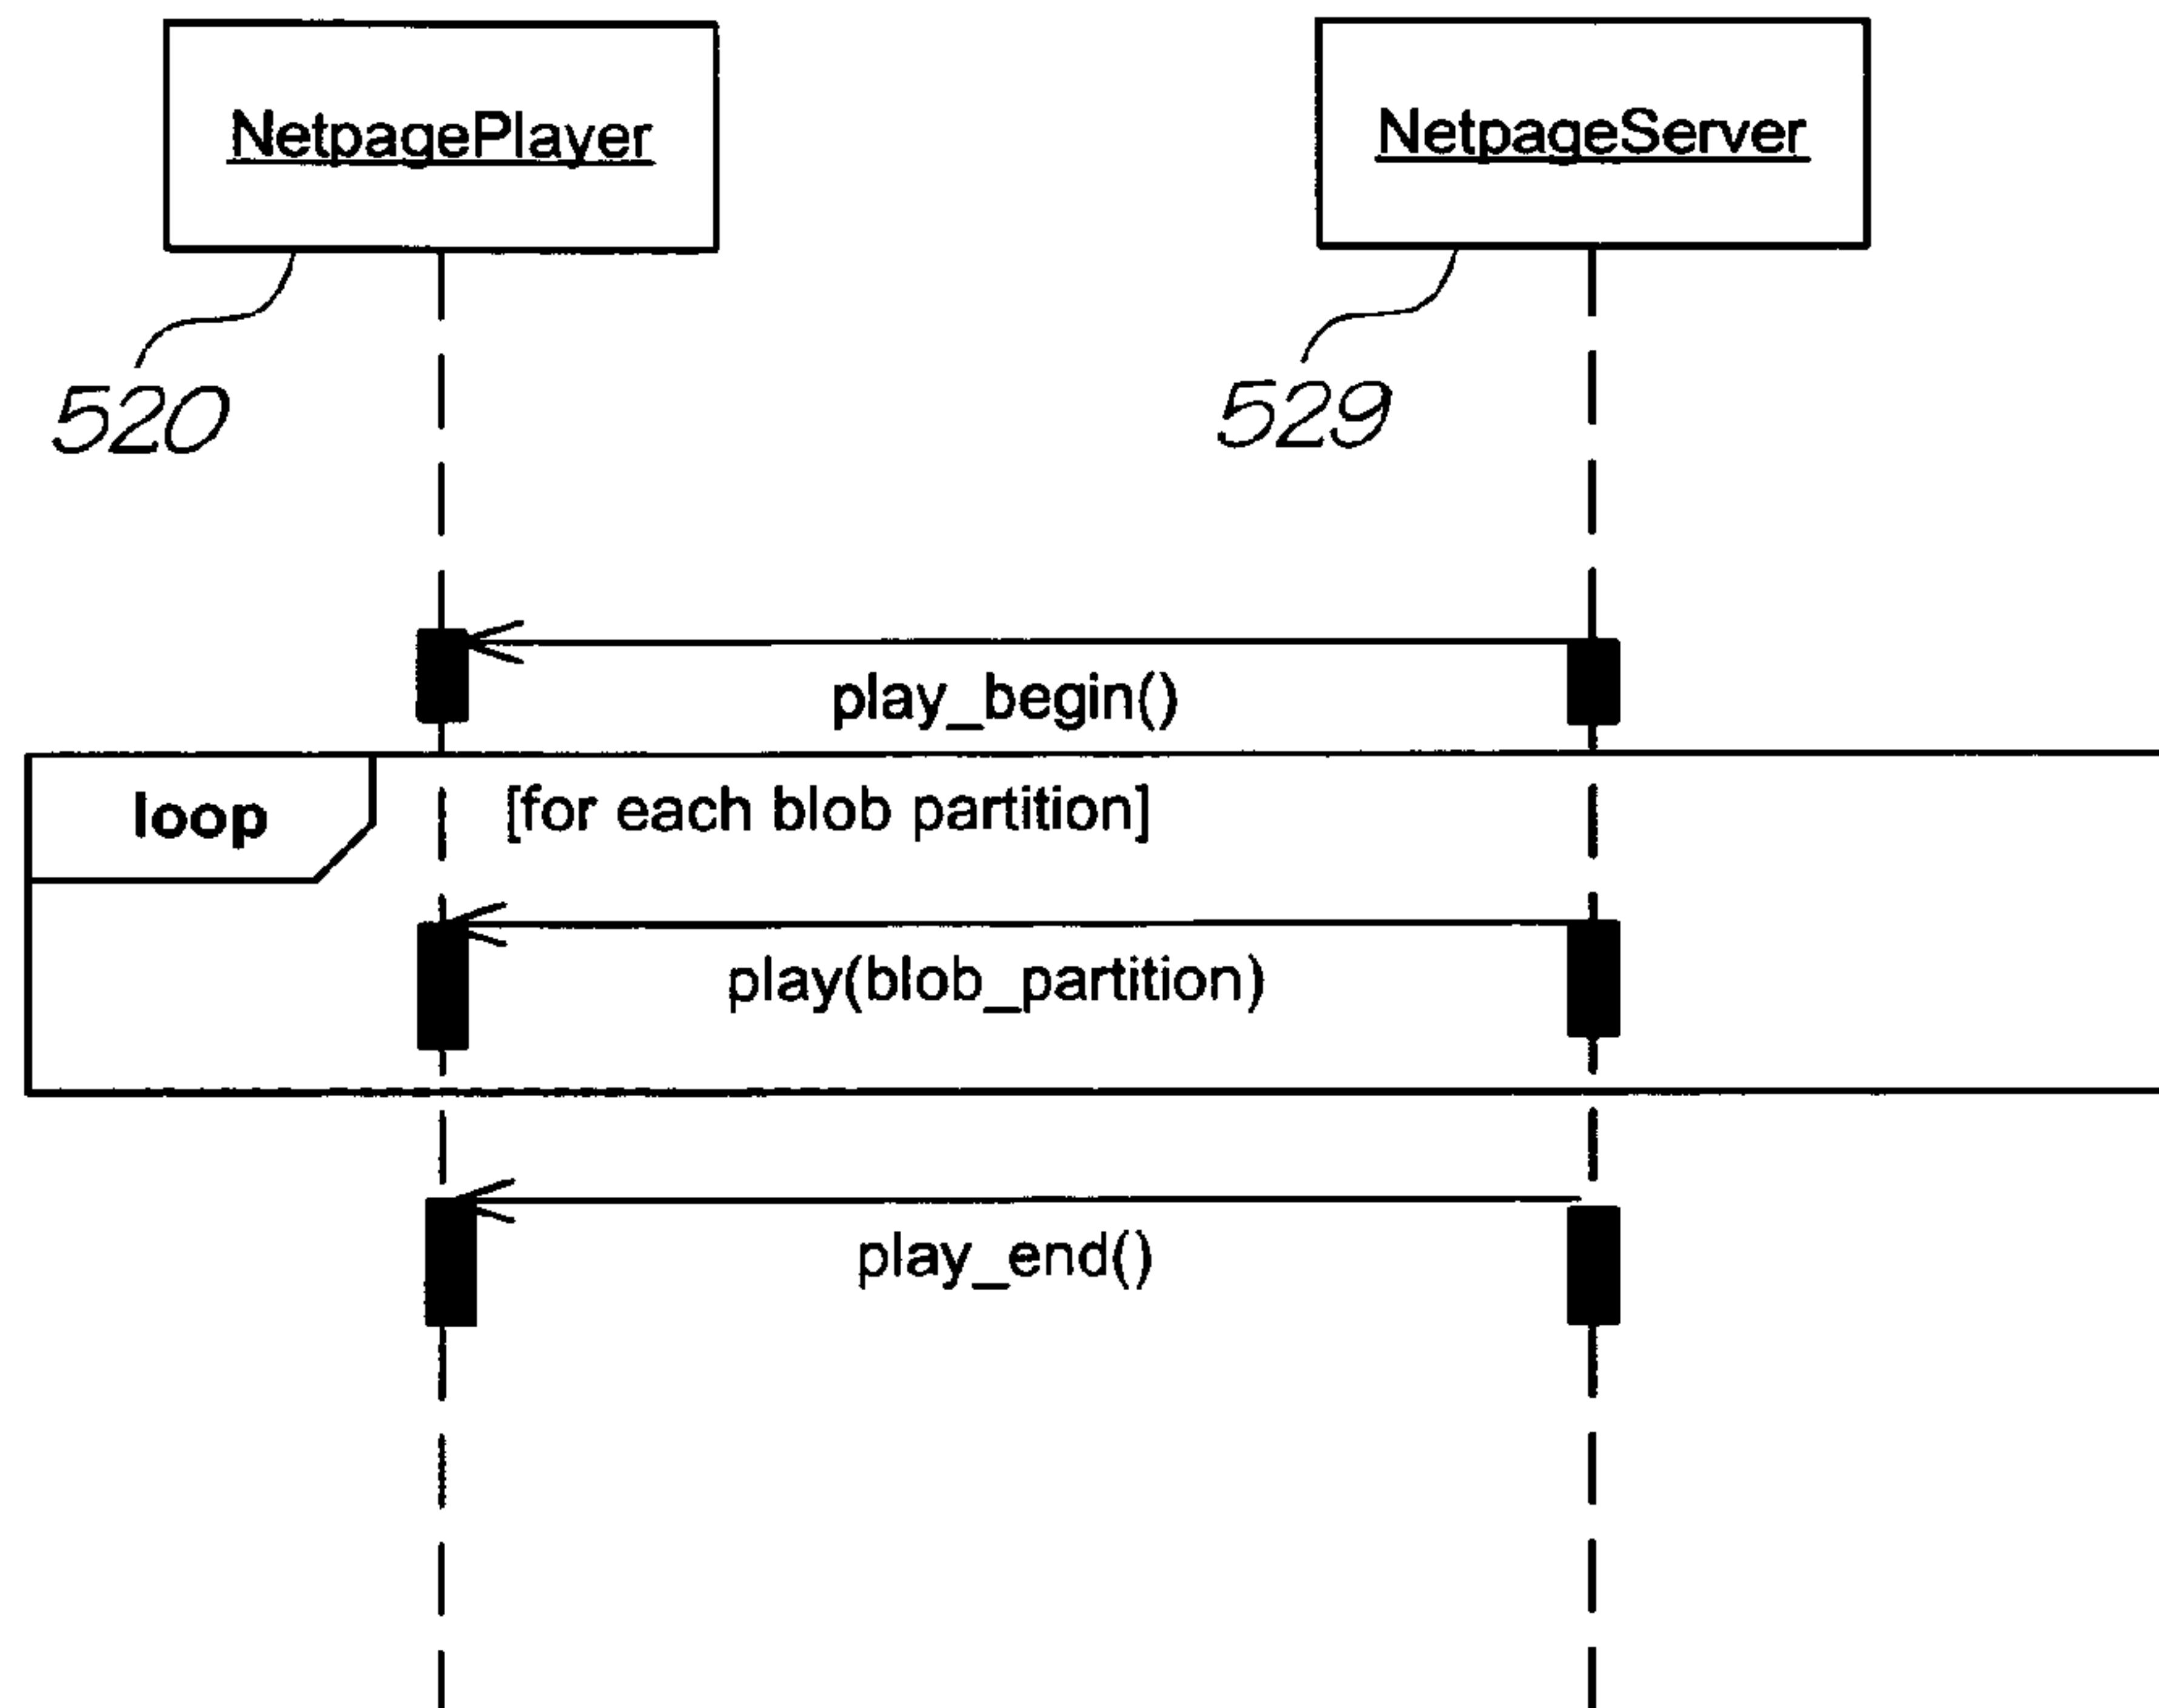 NetpagePlayer
NetpageServer
520
529
play_begin()
loop
[for each blob partition]
play(blob_partition)
play_end()